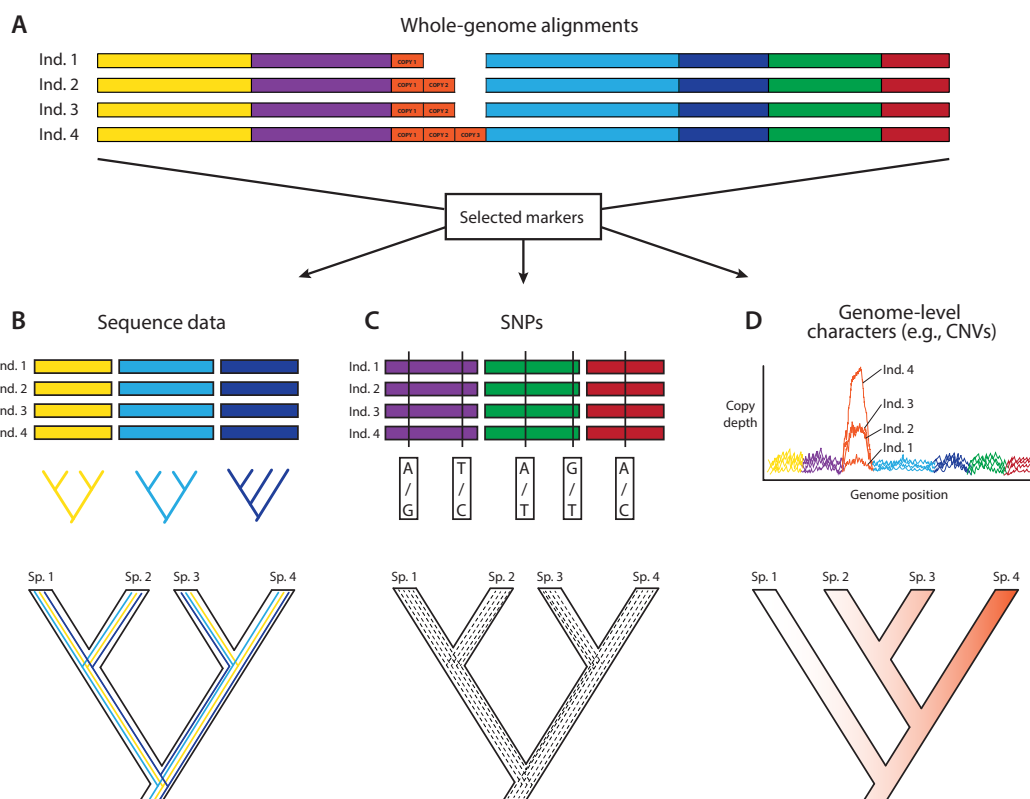 A
Whole-genome alignments
Ind. 1
COPY 1
Ind. 2
COPY 1 COPY 2
Ind. 3
COPY 1 COPY 2
Ind. 4
COPY 1 COPY 2 COPY 3
Selected markers
B
Sequence data
nd. 1
nd. 2
nd. 3
nd. 4
Sp. 1 Sp. 2 Sp. 3 Sp. 4
C
SNPs
Ind. 1
Ind. 2
Ind. 3
Ind. 4
A/G T/C A/T G/T A/C
Sp. 1 Sp. 2 Sp. 3 Sp. 4
D
Genome-level
characters (e.g., CNVs)
Copy
depth
Ind. 4
Ind. 3
Ind. 2
Ind. 1
Genome position
Sp. 1 Sp. 2 Sp. 3 Sp. 4